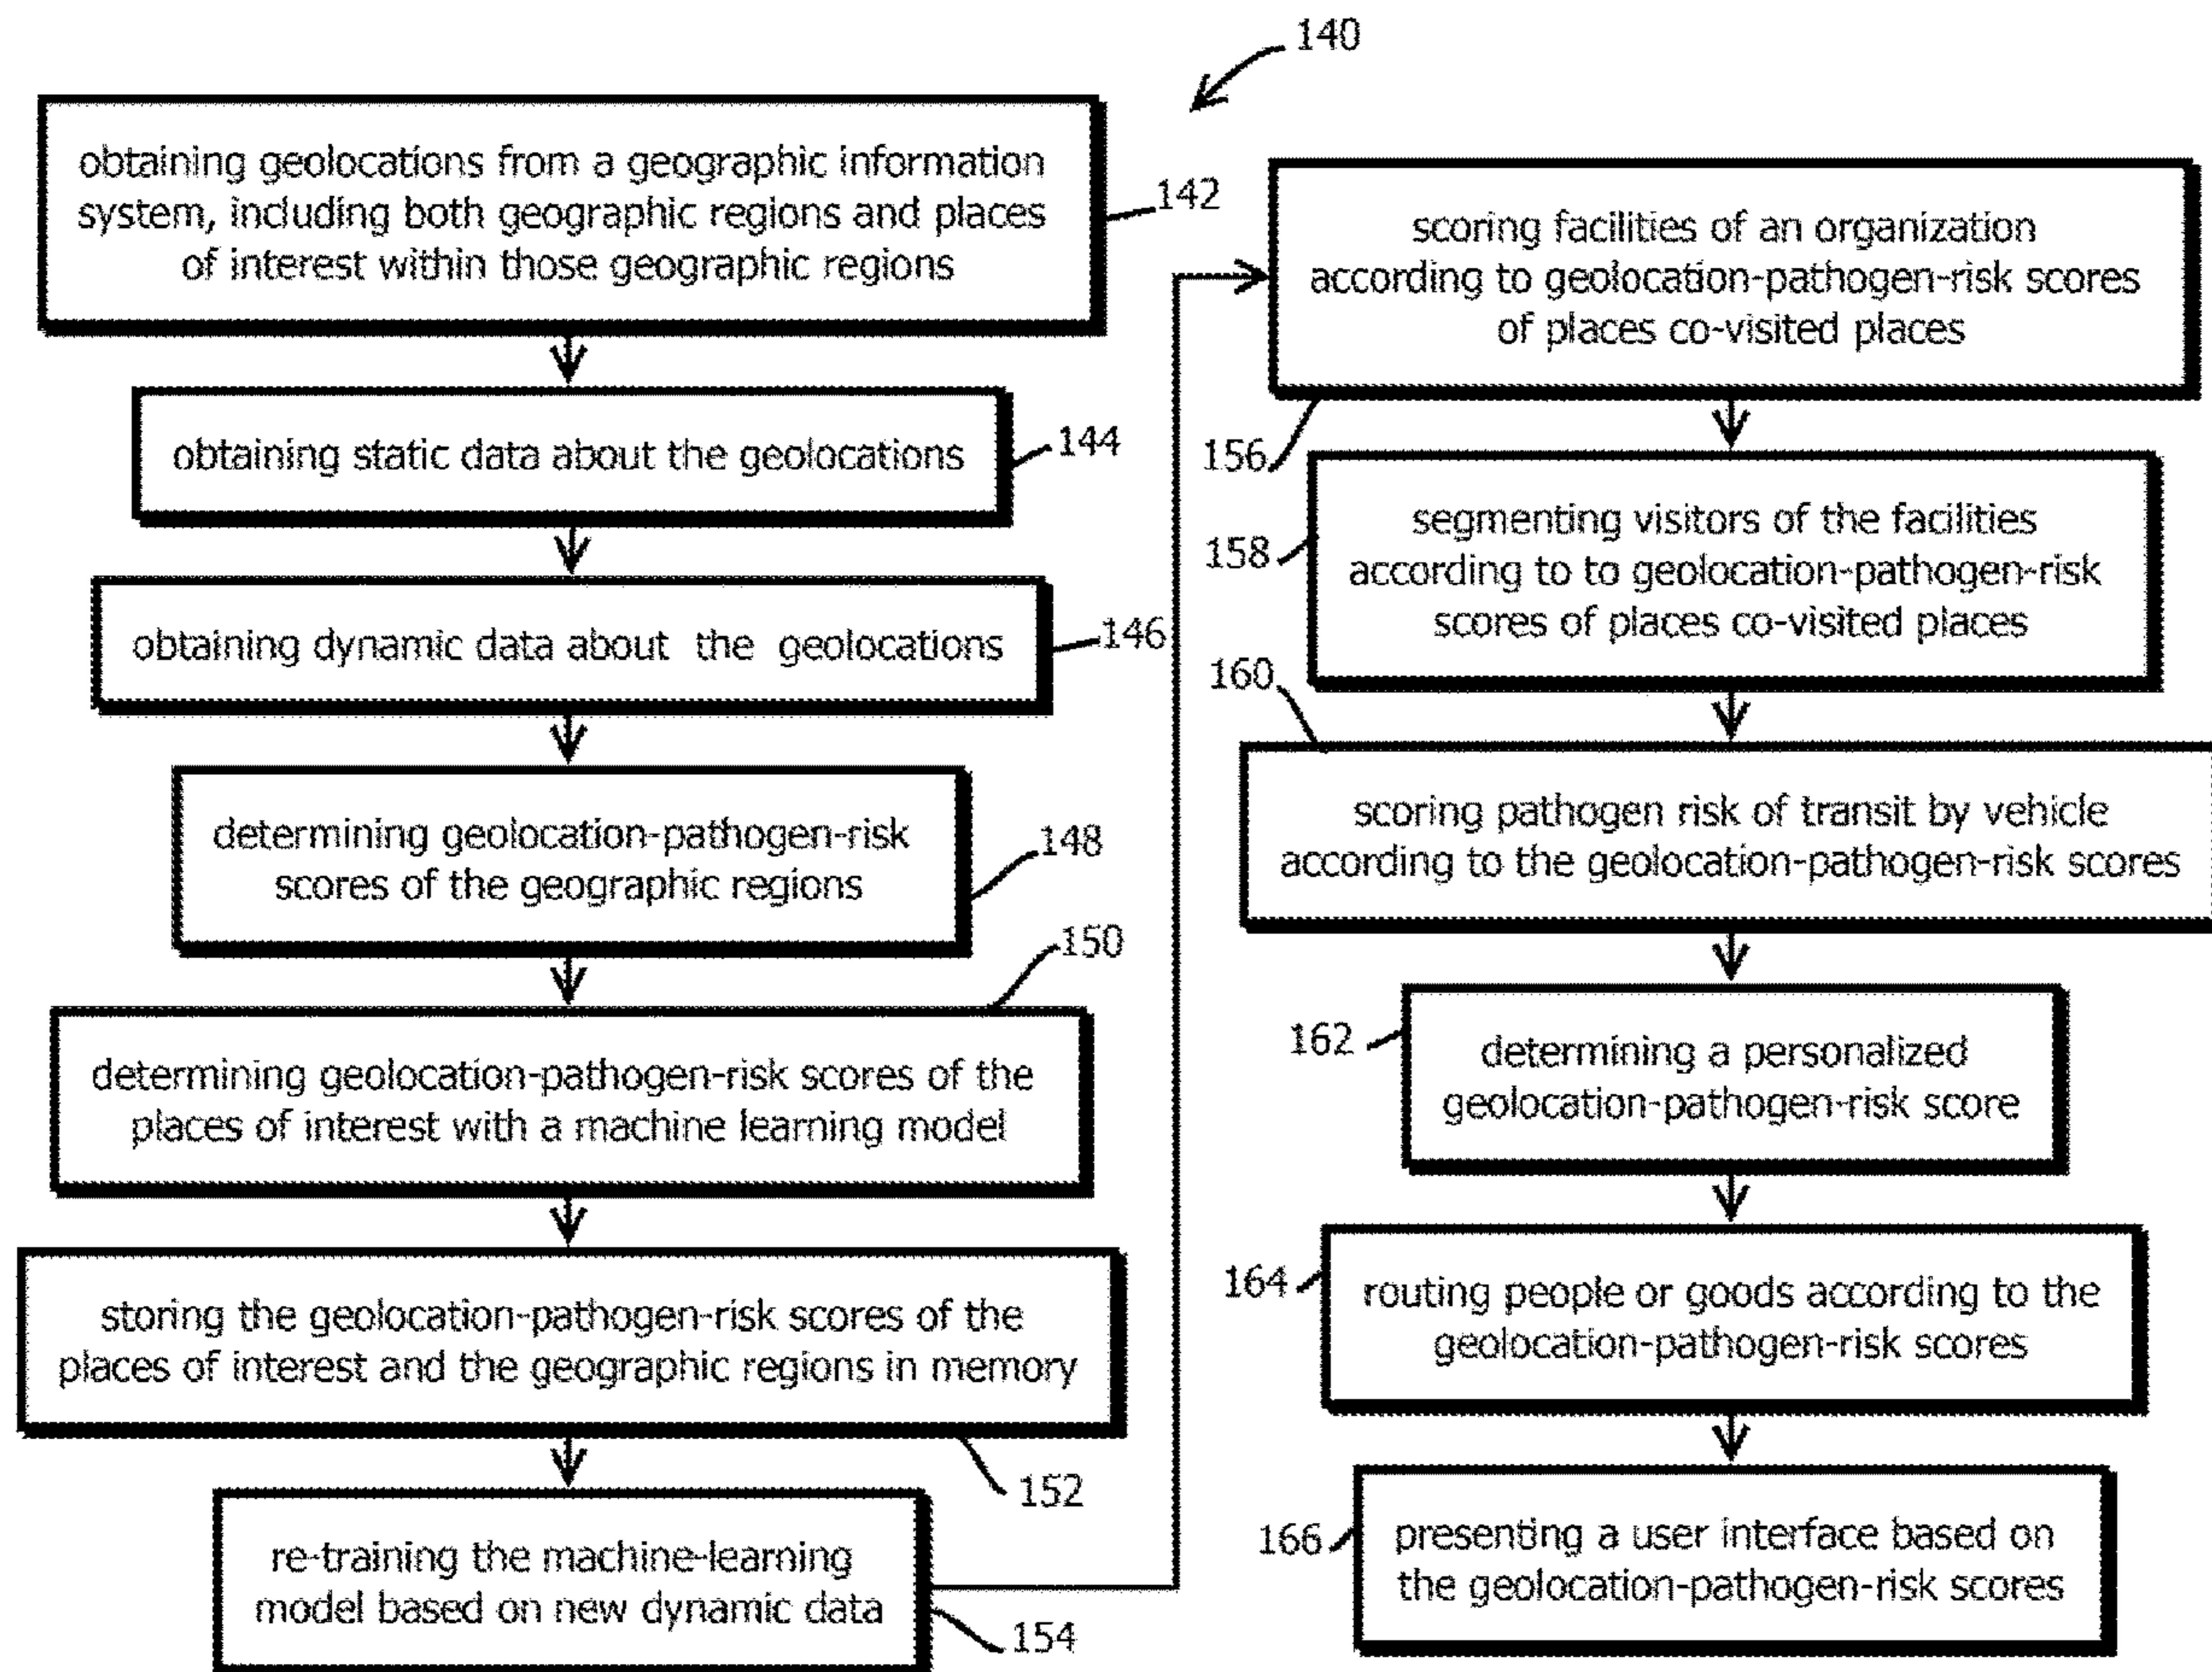 140
obtaining geolocations from a geographic information
system, including both geographic regions and places
of interest within those geographic regions
142
obtaining static data about the geolocations
144
obtaining dynamic data about the geolocations
146
determining geolocation-pathogen-risk
scores of the geographic regions
148
150
determining geolocation-pathogen-risk scores of the
places of interest with a machine learning model
storing the geolocation-pathogen-risk scores of the
places of interest and the geographic regions in memory
152
re-training the machine-learning
model based on new dynamic data
154
scoring facilities of an organization
according to geolocation-pathogen-risk scores
of places co-visited places
156
segmenting visitors of the facilities
according to to geolocation-pathogen-risk
scores of places co-visited places
158
160
scoring pathogen risk of transit by vehicle
according to the geolocation-pathogen-risk scores
162
determining a personalized
geolocation-pathogen-risk score
164
routing people or goods according to the
geolocation-pathogen-risk scores
166
presenting a user interface based on
the geolocation-pathogen-risk scores